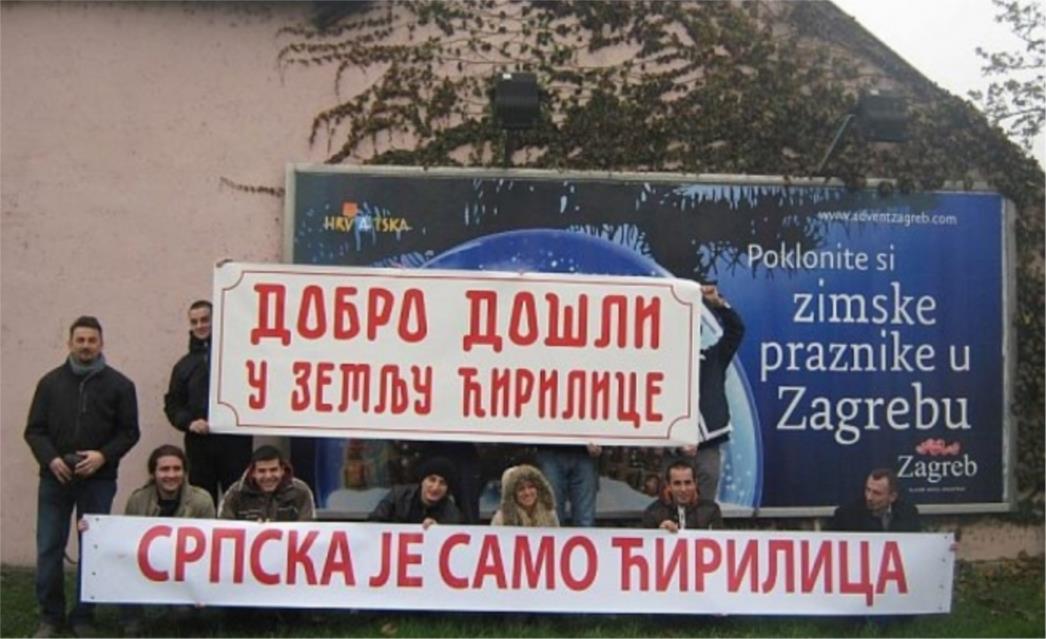 HRVATSKA
www.adventzagreb.com
Poklonite si
zimske
praznike u
Zagrebu
Zagreb
ДОБРО ДОШЛИ
У ЗЕМЉУ ЋИРИЛИЦЕ
СРПСКА ЈЕ САМО ЋИРИЛИЦА